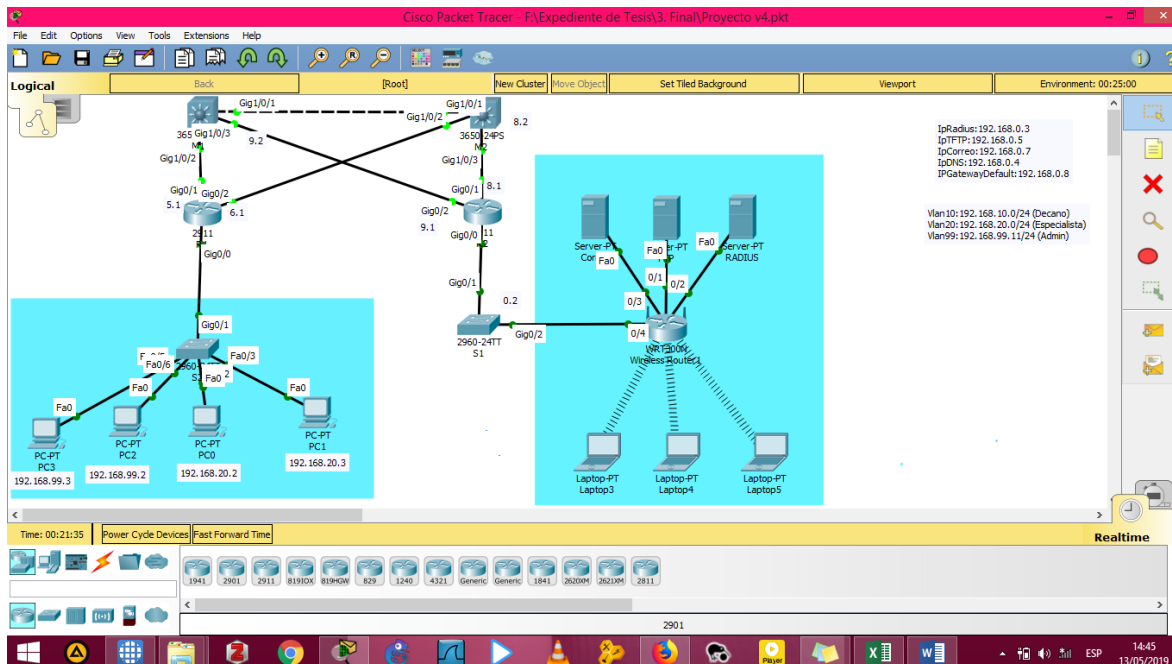 Cisco Packet Tracer - F:\Expediente de Tesis\3. Final\Proyecto v4.pkt
File Edit Options View Tools Extensions Help
Logical
Back
[Root]
New Cluster
Move Object
Set Tiled Background
Viewport
Environment: 00:25:00
Gig1/0/1
Gig1/0/1
Gig1/0/2
8.2
365
Gig1/0/3
9.2
3650-24PS
Gig1/0/2
Gig1/0/3
Gig0/1
Gig0/2
5.1
6.1
Gig0/1
8.1
Gig0/2
9.1
2911
11
Gig0/0
Gig0/0
Gig0/1
0.2
2960-24TT
S1
Gig0/2
Gig0/1
Fa0/3
Fa0/6
Fa0
Fa0
Fa0
Fa0
PC-PT
PC3
PC-PT
PC2
PC-PT
PC0
PC-PT
PC1
192.168.99.3
192.168.99.2
192.168.20.2
192.168.20.3
IpRadius:192.168.0.3
IpTFTP:192.168.0.5
IpCorreo:192.168.0.7
IpDNS:192.168.0.4
IPGatewayDefault:192.168.0.8
Vlan10:192.168.10.0/24 (Decano)
Vlan20:192.168.20.0/24 (Especialista)
Vlan99:192.168.99.11/24 (Admin)
Server-PT
Fa0
Fa0
Fa0
Server-PT
RADIUS
0/1
0/2
0/3
0/4
WRT300N
Wireless Router1
Laptop-PT
Laptop3
Laptop-PT
Laptop4
Laptop-PT
Laptop5
Time: 00:21:35
Power Cycle Devices
Fast Forward Time
Realtime
1941 2901 2911 819IOX 819HGW 829 1240 4321 Generic Generic 1841 2620XM 2621XM 2811
2901
Player
ESP
14:45
13/05/2019